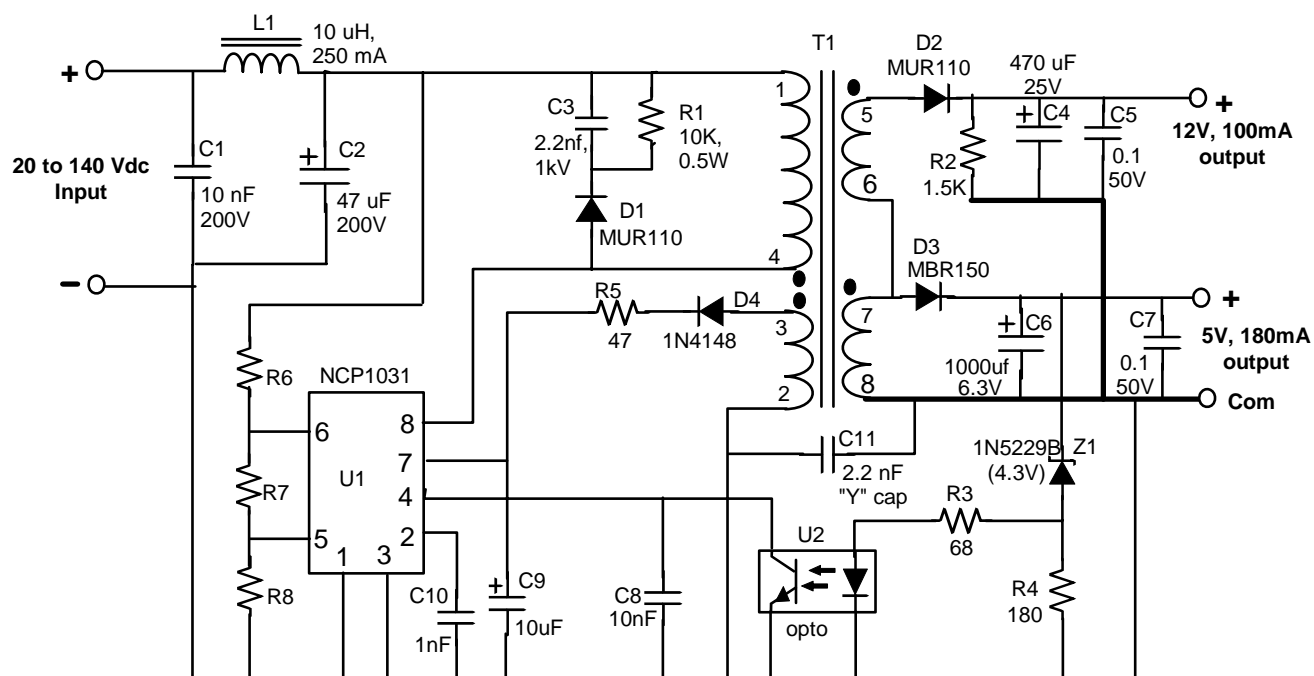 L1
10 uH,
250 mA
+
20 to 140 Vdc
Input
−
C1
10 nF
200V
+
C2
47 uF
200V
C3
2.2nf,
1kV
R1
10K,
0.5W
D1
MUR110
T1
1
4
3
2
5
6
7
8
D2
MUR110
470 uF
25V
+
C4
C5
0.1
50V
R2
1.5K
+
12V, 100mA
output
D3
MBR150
+
C6
1000uf
6.3V
C7
0.1
50V
+
5V, 180mA
output
Com
R5
47
D4
1N4148
R6
R7
R8
NCP1031
U1
6
5
8
7
4
2
1
3
C11
2.2 nF
"Y" cap
1N5229B
(4.3V)
Z1
R3
68
R4
180
U2
opto
C10
1nF
+
C9
10uF
C8
10nF